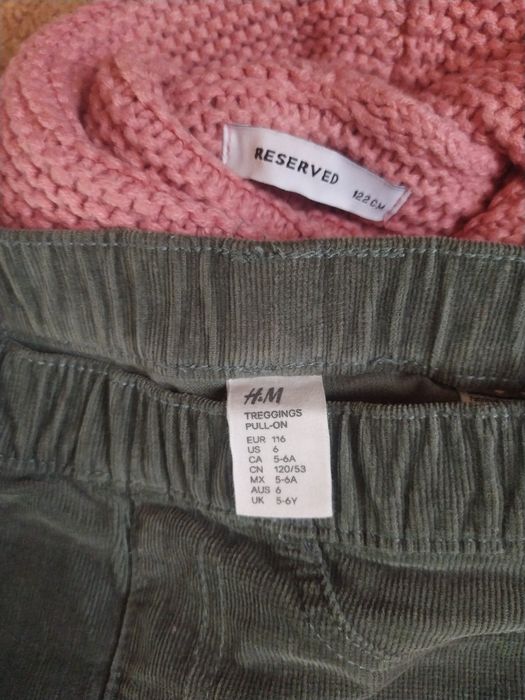 RESERVED
122 CM
H&M
TREGGINGS
PULL-ON
EUR 116
US 6
CA 5-6A
CN 120/53
MX 5-6A
AUS 6
UK 5-6Y